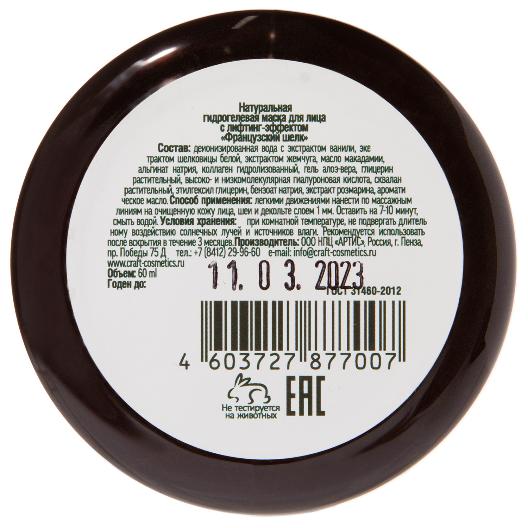 Натуральная
гидрогелевая маска для лица
с лифтинг-эффектом
«Французский шелк»
Состав: деионизированная вода с экстрактом ванили, экс
трактом шелковицы белой, экстрактом жемчуга, масло макадамии,
альгинат натрия, коллаген гидролизованный, гель алоэ-вера, глицерин
растительный, высоко- и низкомолекулярная гиалуроновая кислота, сквалан
растительный, этилгексил глицерин, бензоат натрия, экстракт розмарина, аромати
ческое масло. Способ применения: легкими движениями нанести по массажным
линиям на очищенную кожу лица, шеи и декольте слоем 1 мм. Оставить на 7-10 минут,
смыть водой. Условия хранения: при комнатной температуре, не подвергать длитель
ному воздействию солнечных лучей и источников влаги. Рекомендуется использовать
после вскрытия в течение 3 месяцев. Производитель: ООО НПЦ «АРТИС», Россия, г. Пенза,
пр. Победы 75 Д тел.: +7 (8412) 29-96-60 e-mail: info@craft-cosmetics.ru
www.craft-cosmetics.ru
Объем: 60 ml
Годен до: 11.03.2023
ГОСТ 31460-2012
4 603727 877007
Не тестируется
на животных
EAC